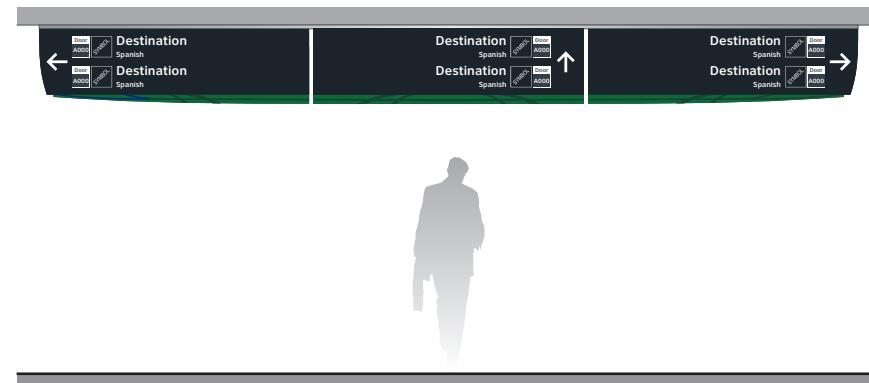 Door
A000 SYMBOL Destination
Spanish
Door
A000 SYMBOL Destination
Spanish
Destination SYMBOL Door
A000
Spanish
Destination SYMBOL Door
A000
Spanish
Destination SYMBOL Door
A000
Spanish
Destination SYMBOL Door
A000
Spanish